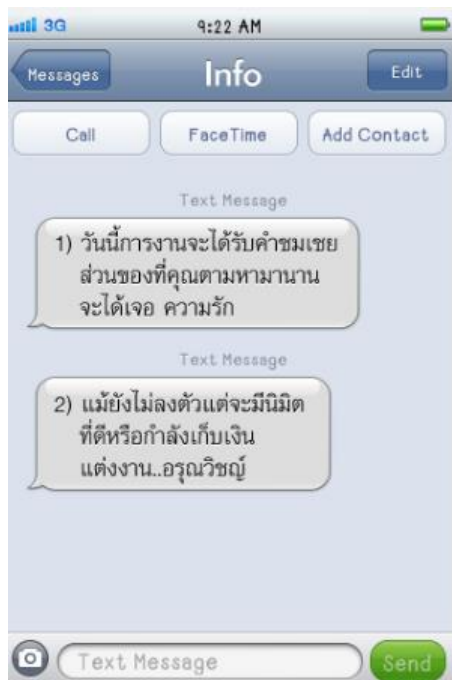 3G 9:22 AM
Messages Info Edit
Call FaceTime Add Contact
Text Message
1) วันนี้การงานจะได้รับคำชมเชย
ส่วนของที่คุณตามหามานาน
จะได้เจอ ความรัก
Text Message
2) แม้ยังไม่ลงตัวแต่จะมีนิมิต
ที่ดีหรือกำลังเก็บเงิน
แต่งงาน..อรุณวิชญ์
Text Message Send